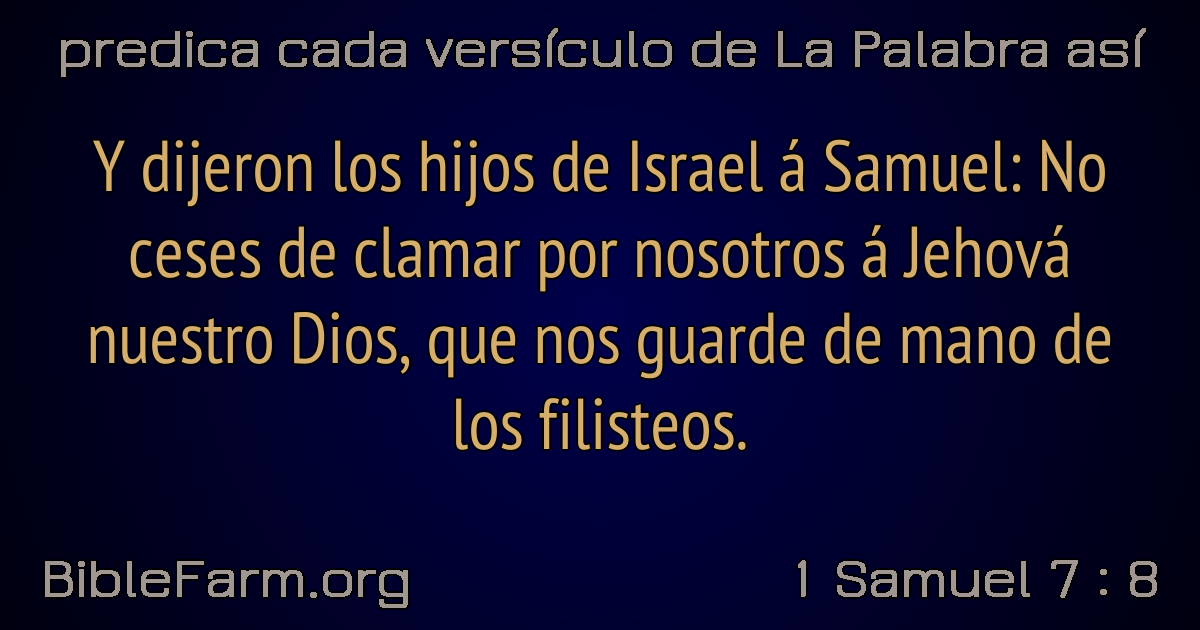 predica cada versículo de La Palabra así
Y dijeron los hijos de Israel á Samuel: No
ceses de clamar por nosotros á Jehová
nuestro Dios, que nos guarde de mano de
los filisteos.
BibleFarm.org
1 Samuel 7 : 8